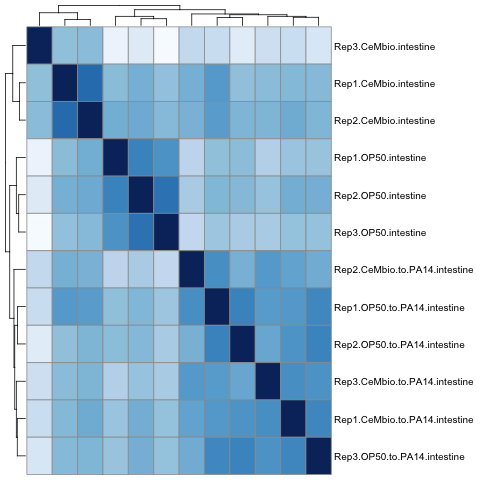 Rep3.CeMbio.intestine
Rep1.CeMbio.intestine
Rep2.CeMbio.intestine
Rep1.OP50.intestine
Rep2.OP50.intestine
Rep3.OP50.intestine
Rep2.CeMbio.to.PA14.intestine
Rep1.OP50.to.PA14.intestine
Rep2.OP50.to.PA14.intestine
Rep3.CeMbio.to.PA14.intestine
Rep1.CeMbio.to.PA14.intestine
Rep3.OP50.to.PA14.intestine